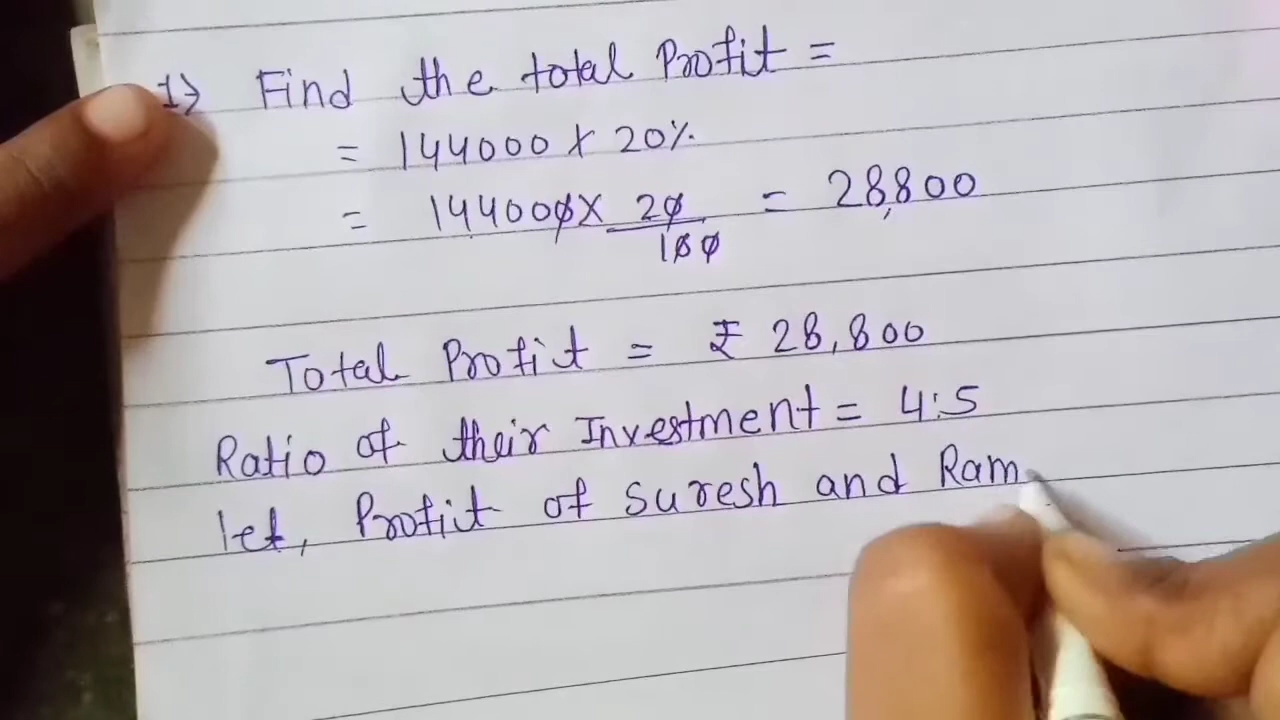 1) Find the total Profit =
= 144000 × 20%
= 144000 × 20/100 = 28,800
Total Profit = ₹ 28,800
Ratio of their Investment = 4:5
let, Profit of Suresh and Ram